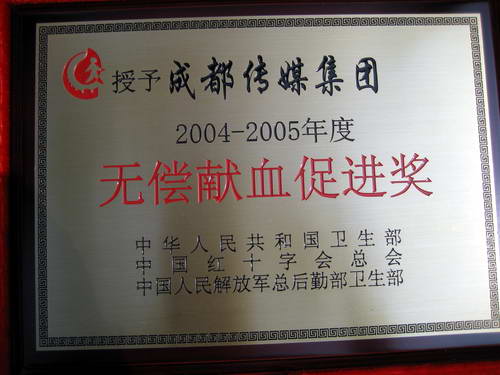 授予 成都传媒集团
2004-2005年度
无偿献血促进奖
中华人民共和国卫生部
中国红十字会总会
中国人民解放军总后勤部卫生部